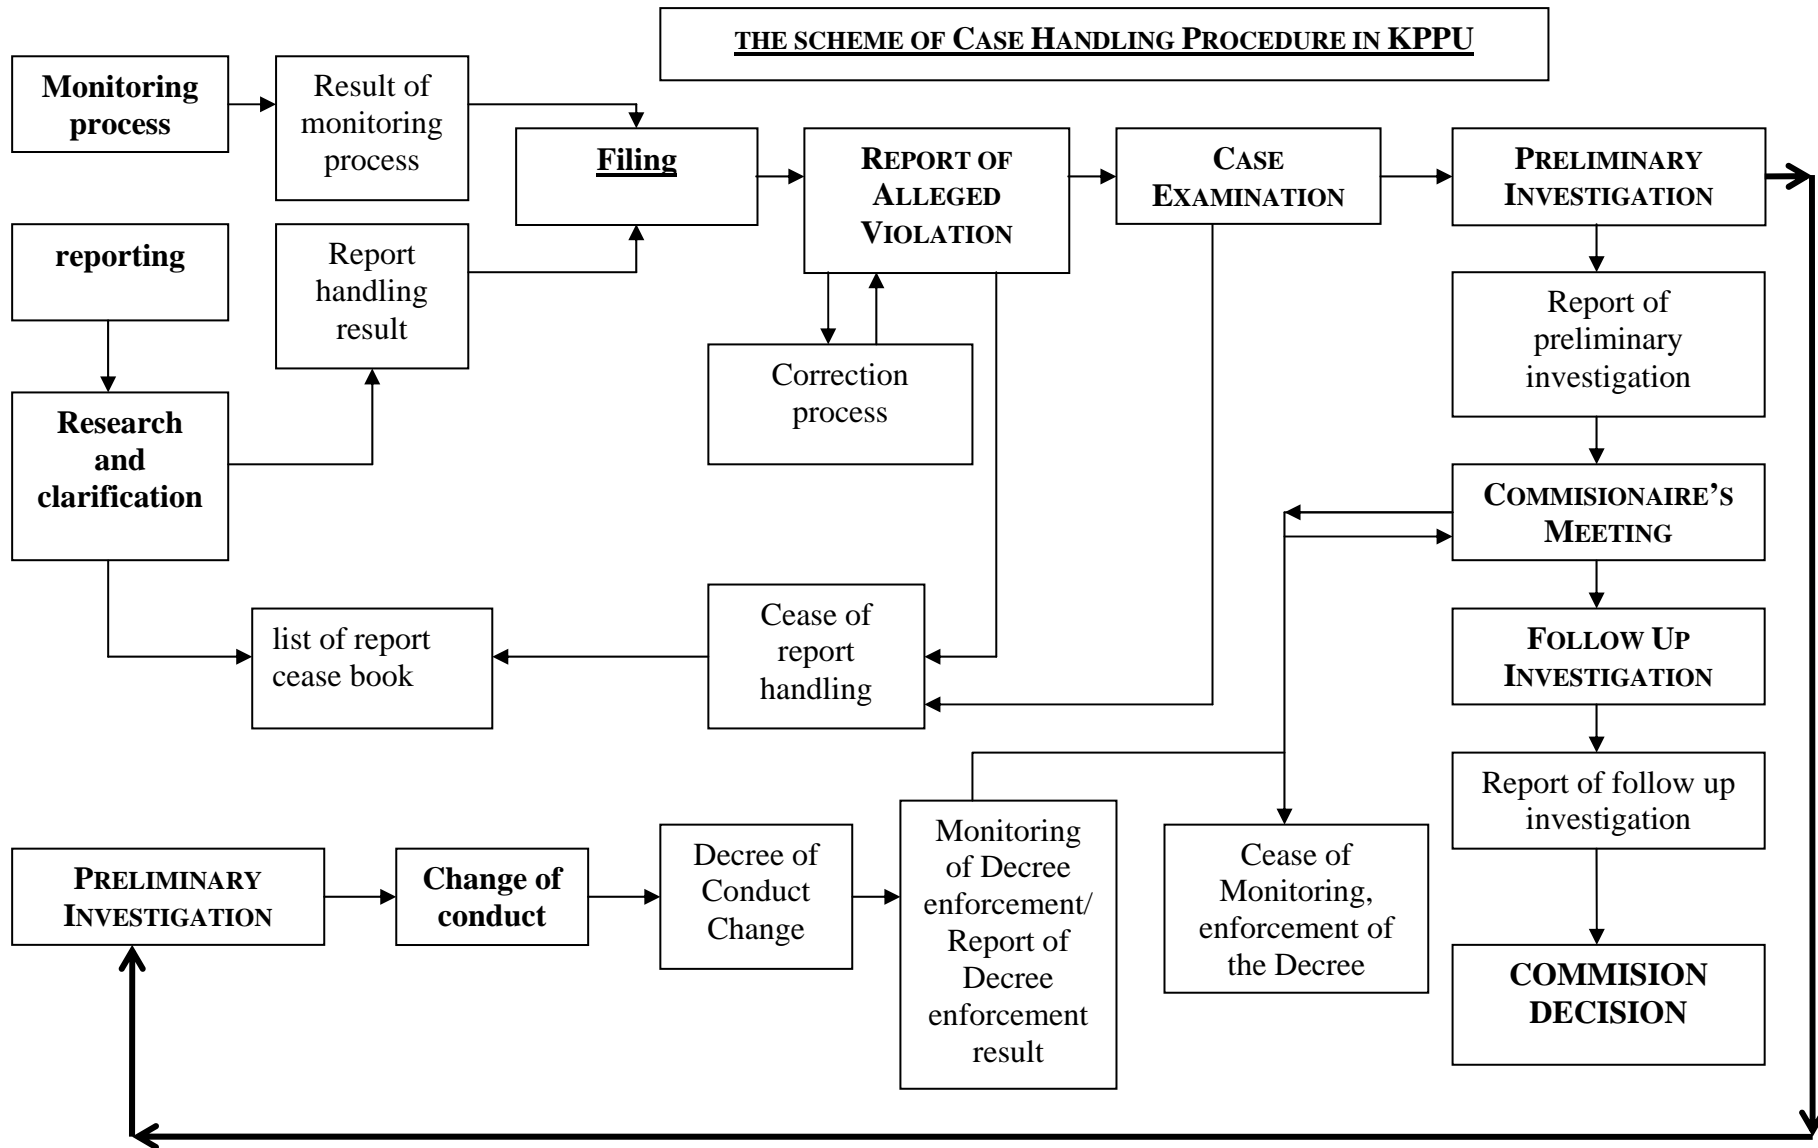 THE SCHEME OF CASE HANDLING PROCEDURE IN KPPU
Monitoring
process
Result of
monitoring
process
Filing
REPORT OF
ALLEGED
VIOLATION
CASE
EXAMINATION
PRELIMINARY
INVESTIGATION
reporting
Report
handling
result
Correction
process
Report of
preliminary
investigation
Research
and
clarification
COMMISIONAIRE’S
MEETING
list of report
cease book
Cease of
report
handling
FOLLOW UP
INVESTIGATION
Report of follow up
investigation
PRELIMINARY
INVESTIGATION
Change of
conduct
Decree of
Conduct
Change
Monitoring
of Decree
enforcement/
Report of
Decree
enforcement
result
Cease of
Monitoring,
enforcement of
the Decree
COMMISION
DECISION